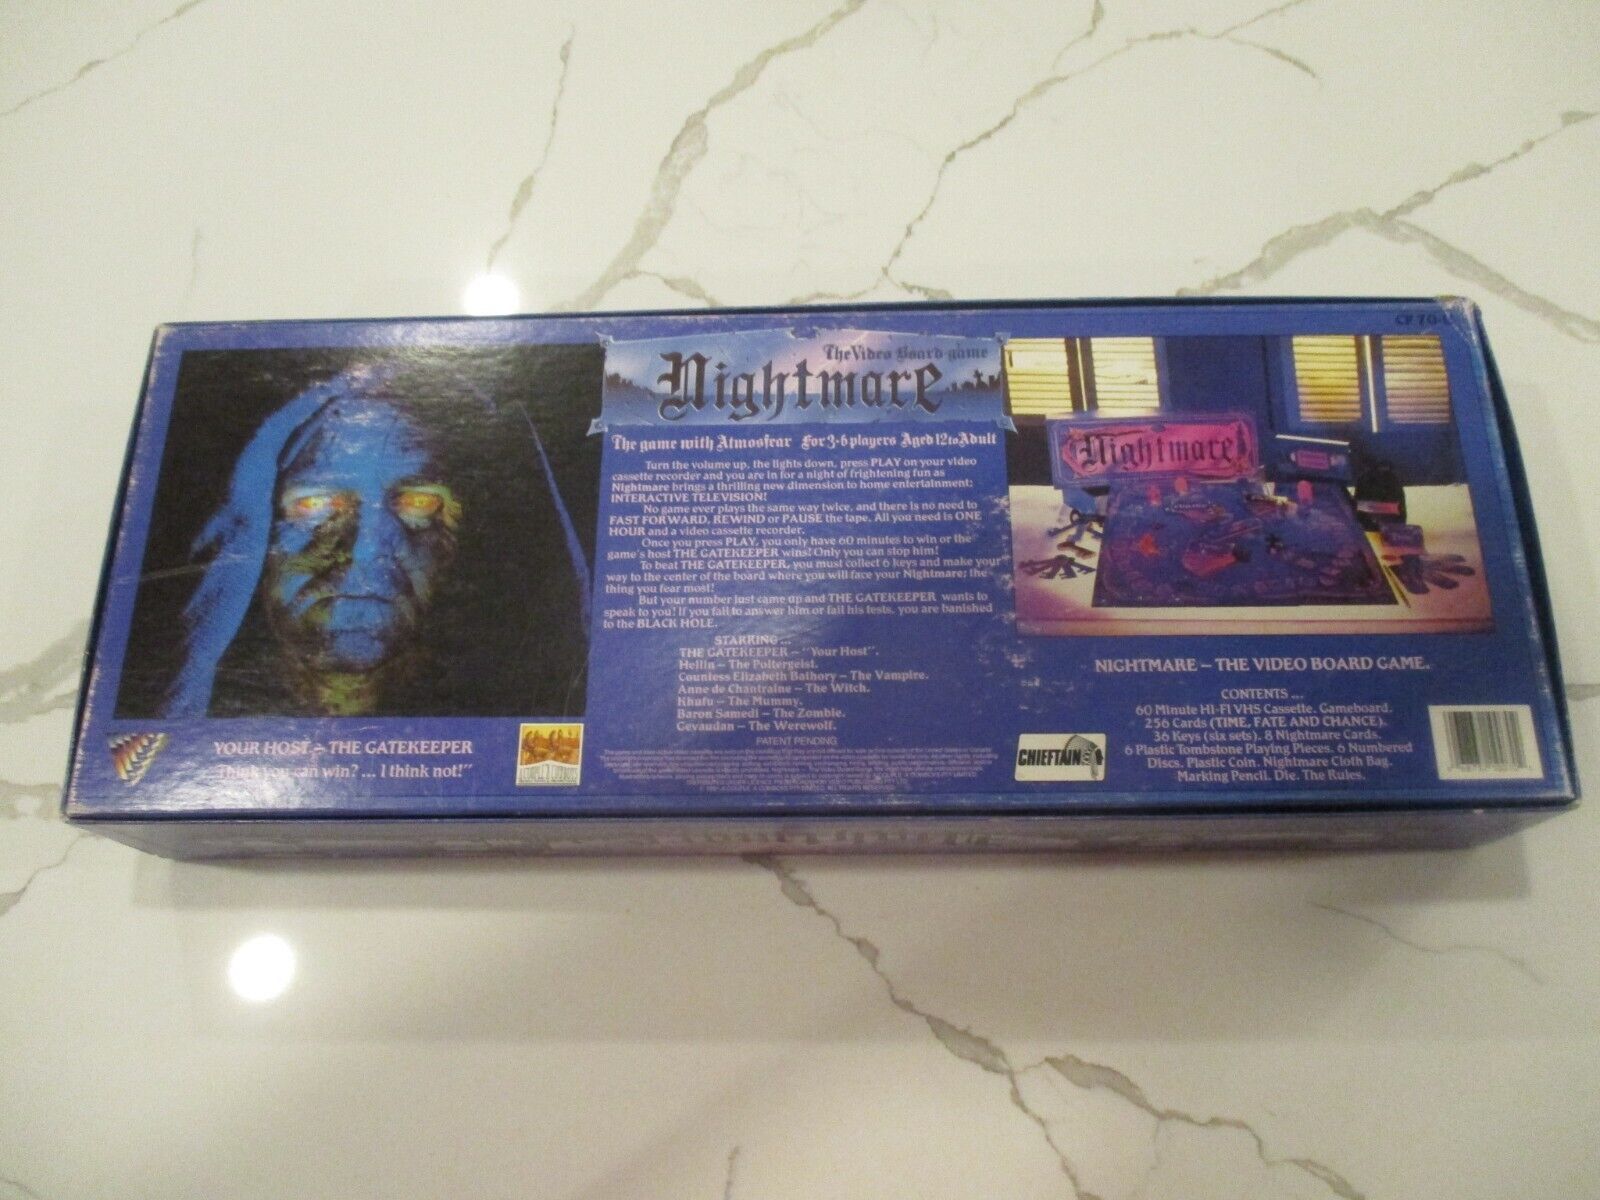 CP 70-
The Video Board game
Nightmare
The game with Atmosfear For 3-6 players Aged 12 to Adult
Turn the volume up, the lights down, press PLAY on your video
cassette recorder and you are in for a night of frightening fun as
Nightmare brings a thrilling new dimension to home entertainment:
INTERACTIVE TELEVISION!
No game ever plays the same way twice, and there is no need to
FAST FORWARD, REWIND or PAUSE the tape. All you need is ONE
HOUR and a video cassette recorder.
Once you press PLAY, you only have 60 minutes to win or the
game's host THE GATEKEEPER wins! Only you can stop him!
To beat THE GATEKEEPER, you must collect 6 keys and make your
way to the center of the board where you will face your Nightmare; the
thing you fear most!
But your number just came up and THE GATEKEEPER wants to
speak to you! If you fail to answer him or fail his tests, you are banished
to the BLACK HOLE.
STARRING ...
THE GATEKEEPER – "Your Host".
Hellin – The Poltergeist.
Countess Elizabeth Bathory – The Vampire.
Anne de Chantraine – The Witch.
Khufu – The Mummy.
Baron Samedi – The Zombie.
Gevaudan – The Werewolf.
PATENT PENDING
YOUR HOST – THE GATEKEEPER
Think you can win? ... I think not!"
Nightmare
NIGHTMARE – THE VIDEO BOARD GAME.
CONTENTS ...
60 Minute HI-FI VHS Cassette. Gameboard.
256 Cards (TIME, FATE AND CHANCE).
36 Keys (six sets). 8 Nightmare Cards.
6 Plastic Tombstone Playing Pieces. 6 Numbered
Discs. Plastic Coin. Nightmare Cloth Bag.
Marking Pencil. Die. The Rules.
CHIEFTAIN
Nightmare